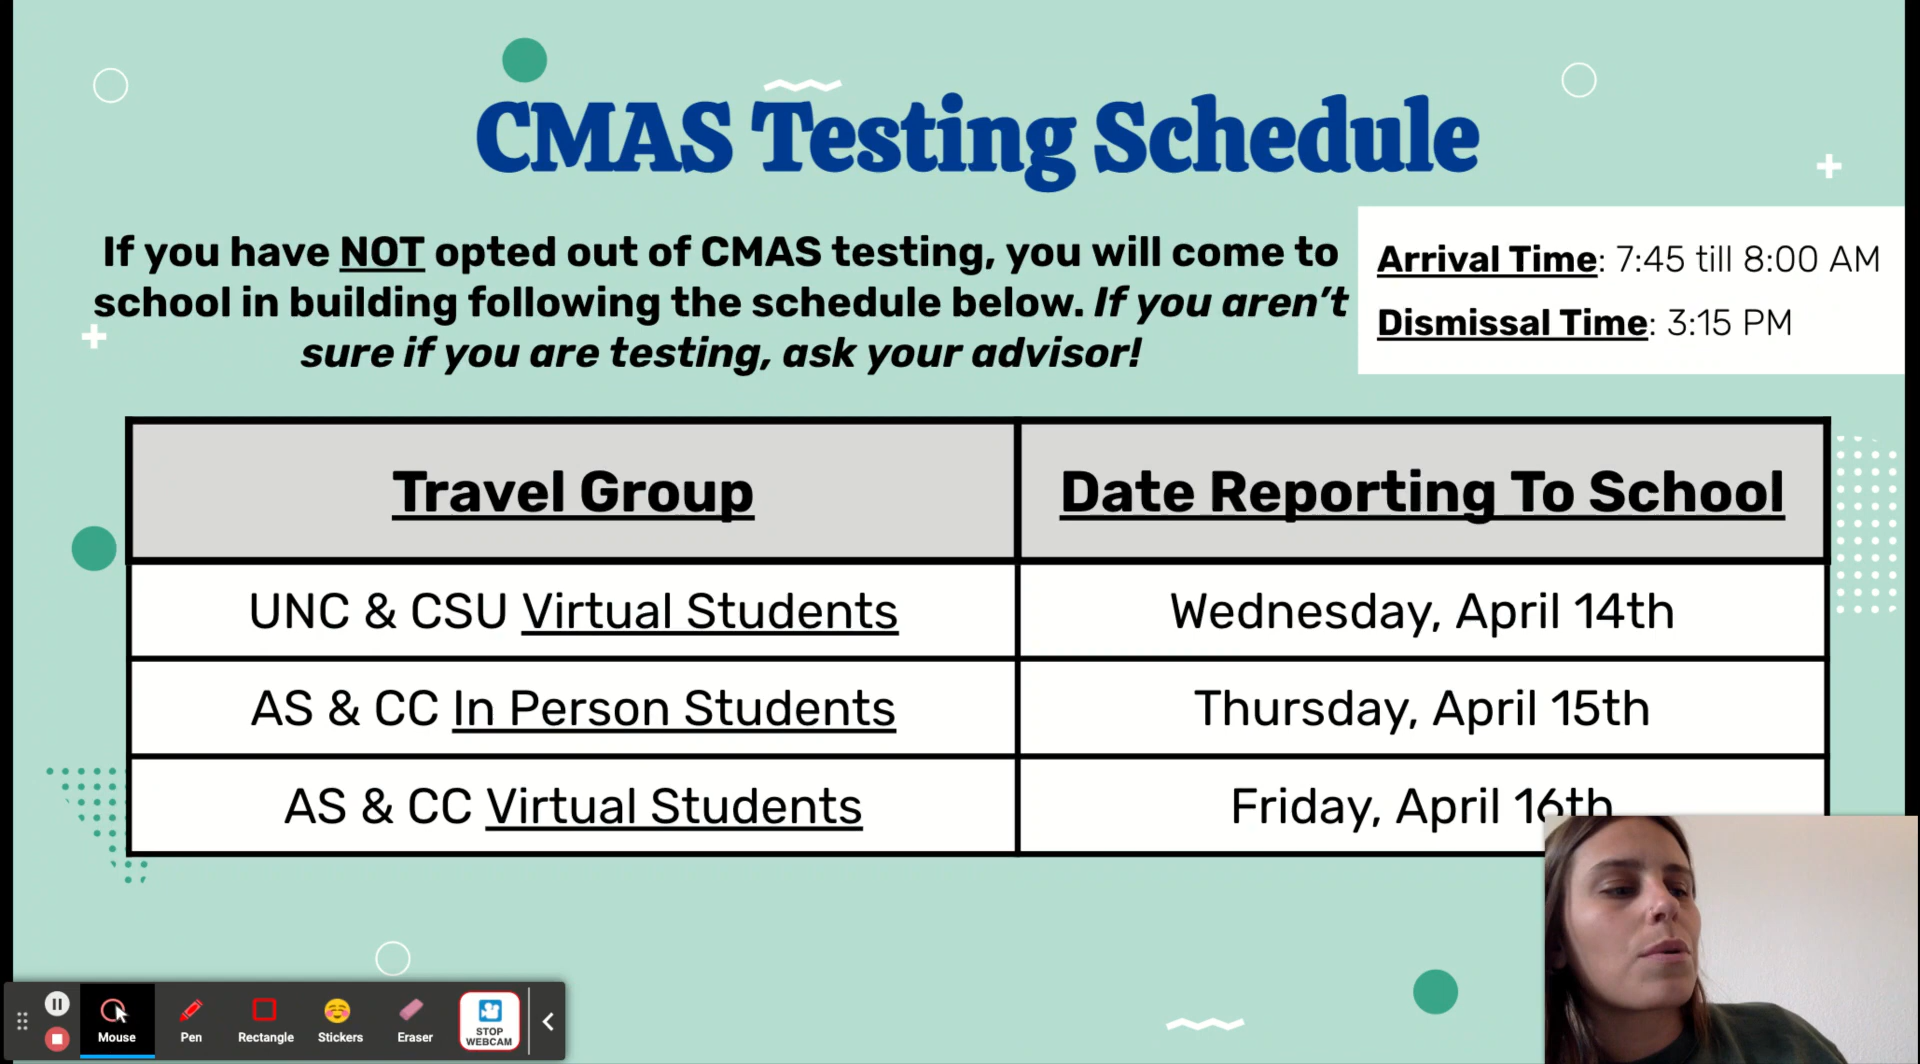 CMAS Testing Schedule
If you have NOT opted out of CMAS testing, you will come to
school in building following the schedule below. If you aren’t
sure if you are testing, ask your advisor!
Arrival Time: 7:45 till 8:00 AM
Dismissal Time: 3:15 PM
Travel Group
Date Reporting To School
UNC & CSU Virtual Students
Wednesday, April 14th
AS & CC In Person Students
Thursday, April 15th
AS & CC Virtual Students
Friday, April 16th
Mouse
Pen
Rectangle
Stickers
Eraser
STOP
WEBCAM